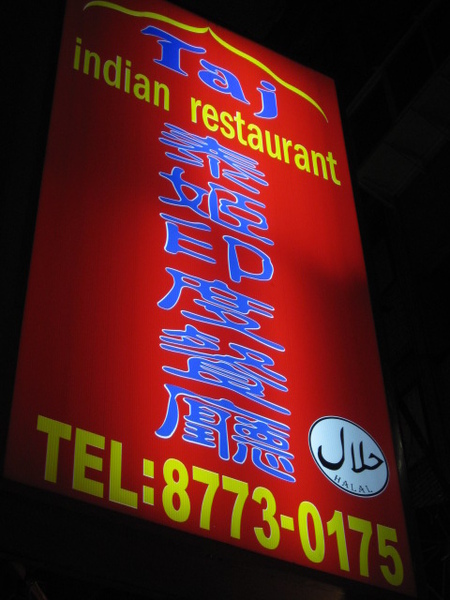 Taj
indian restaurant
泰姬印度餐廳
حلال
HALAL
TEL:8773-0175